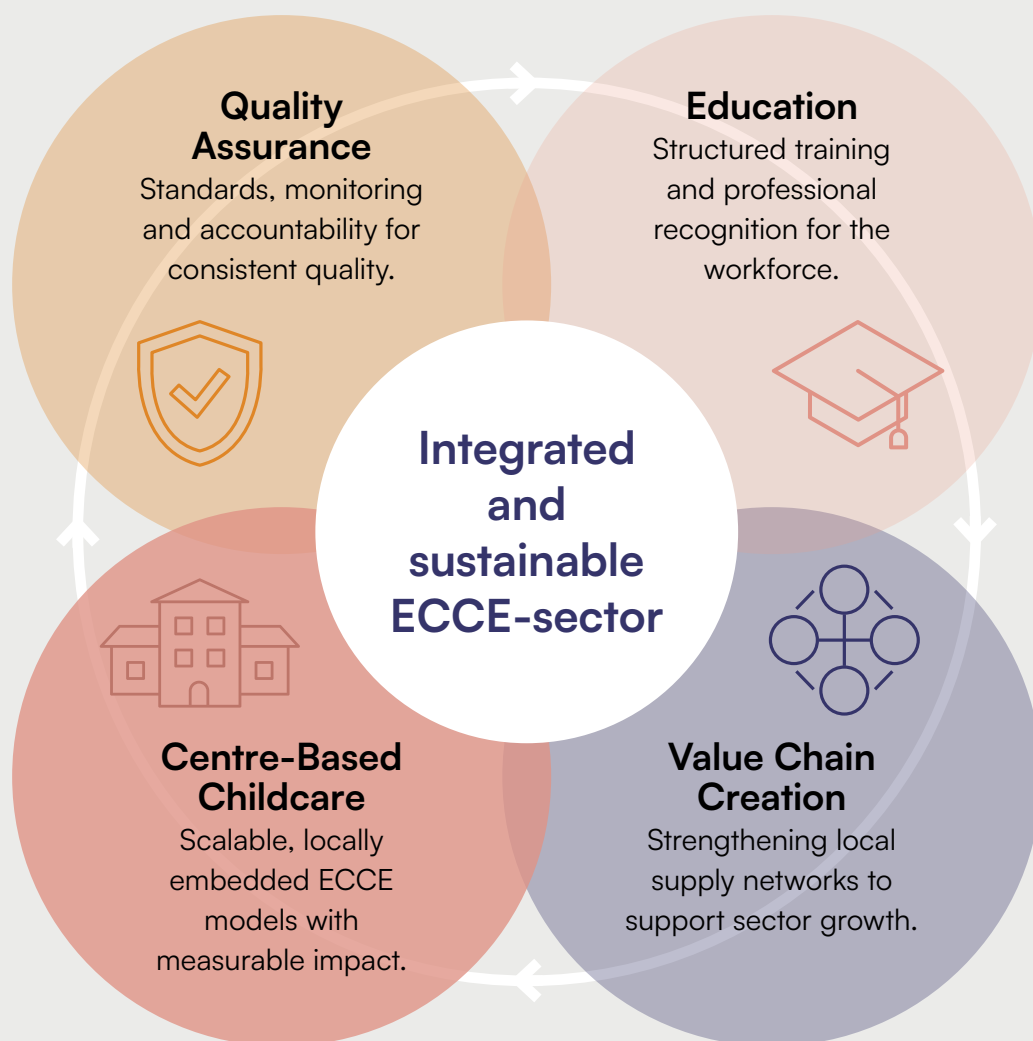 Quality
Assurance
Standards, monitoring
and accountability for
consistent quality.
Education
Structured training
and professional
recognition for the
workforce.
Integrated
and
sustainable
ECCE-sector
Centre-Based
Childcare
Scalable, locally
embedded ECCE
models with
measurable impact.
Value Chain
Creation
Strengthening local
supply networks to
support sector growth.